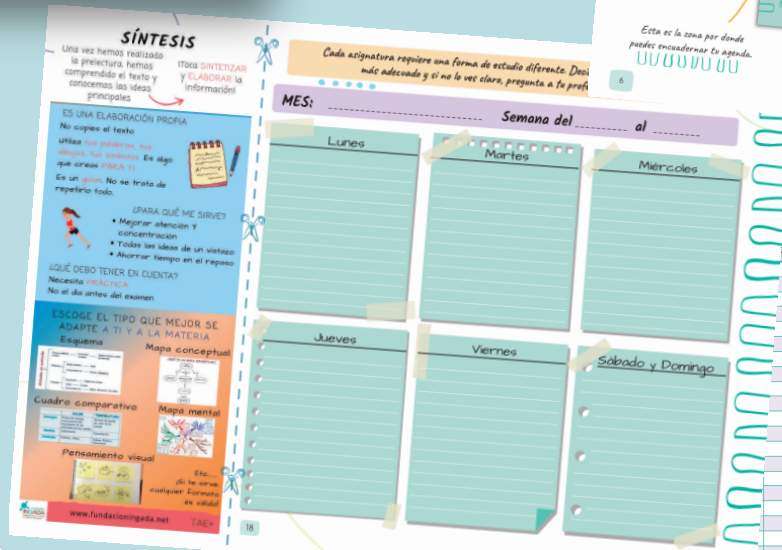 SÍNTESIS
Una vez hemos realizado
la prelectura, hemos
comprendido el texto y
conocemos las ideas
principales
¡Toca SINTETIZAR
y ELABORAR la
información!
ES UNA ELABORACIÓN PROPIA
No copies el texto
Utiliza tus palabras, tus
dibujos, tus símbolos. Es algo
que creas PARA TI
Es un guion. No se trata de
repetirlo todo.
¿PARA QUÉ ME SIRVE?
• Mejorar atención y
concentración
• Todas las ideas de un vistazo
• Ahorrar tiempo en el repaso
¿QUÉ DEBO TENER EN CUENTA?
Necesita PRÁCTICA
No el día antes del examen
ESCOGE EL TIPO QUE MEJOR SE
ADAPTE A TI Y A LA MATERIA
Esquema
Mapa conceptual
Cuadro comparativo
Mapa mental
Pensamiento visual
Etc....
¡Si te sirve,
cualquier formato
es válido!
INGADA
www.fundacioningada.net
TAE+
Cada asignatura requiere una forma de estudio diferente. Deci
más adecuado y si no lo ves claro, pregunta a tu prof
MES:
Semana del
al
Lunes
Martes
Miércoles
Jueves
Viernes
Sábado y Domingo
18
Esta es la zona por donde
puedes encuadernar tu agenda.
6